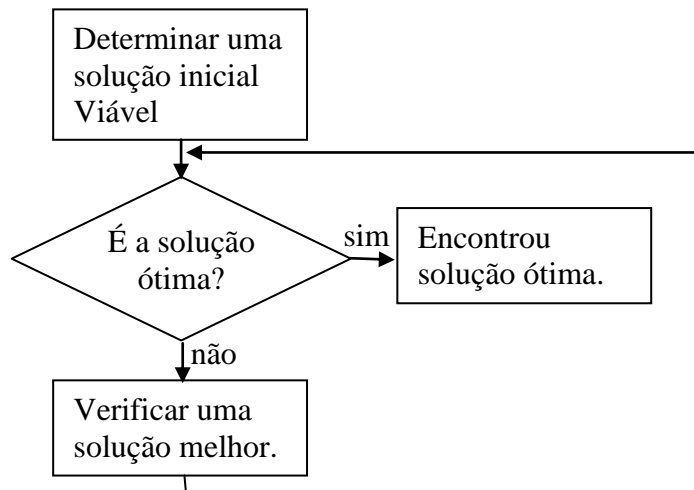 Determinar uma
solução inicial
Viável
É a solução
ótima?
sim
Encontrou
solução ótima.
não
Verificar uma
solução melhor.